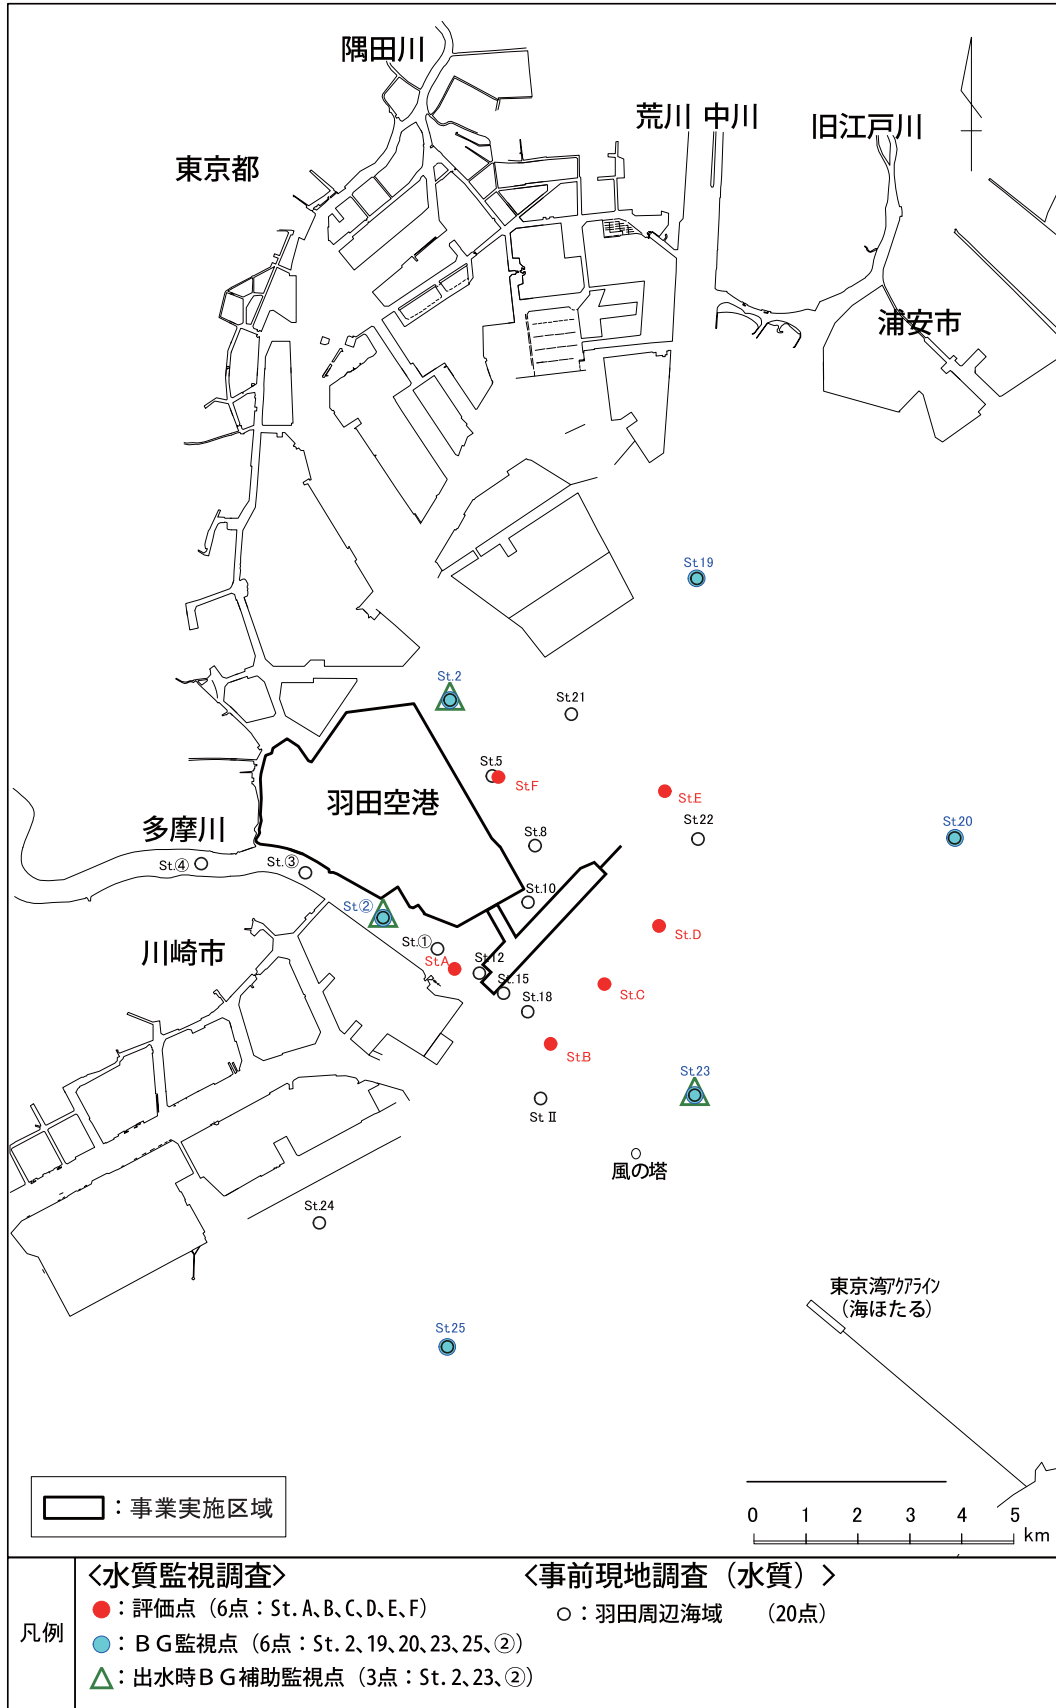 隅田川
荒川 中川
旧江戸川
東京都
浦安市
St.19
St.2
St.21
St.5
St.F
St.E
羽田空港
St.22
St.20
多摩川
St.8
St.④
St.③
St.10
St.②
St.D
川崎市
St.①
St.A
St.12
St.15
St.C
St.18
St.B
St.23
St.Ⅱ
風の塔
St.24
東京湾アクアライン
(海ほたる)
St.25
：事業実施区域
0 1 2 3 4 5
km
凡例
<水質監視調査>
：評価点（6点：St.A、B、C、D、E、F）
：ＢＧ監視点（6点：St.2、19、20、23、25、②）
：出水時ＢＧ補助監視点（3点：St.2、23、②）
<事前現地調査（水質）>
：羽田周辺海域 （20点）